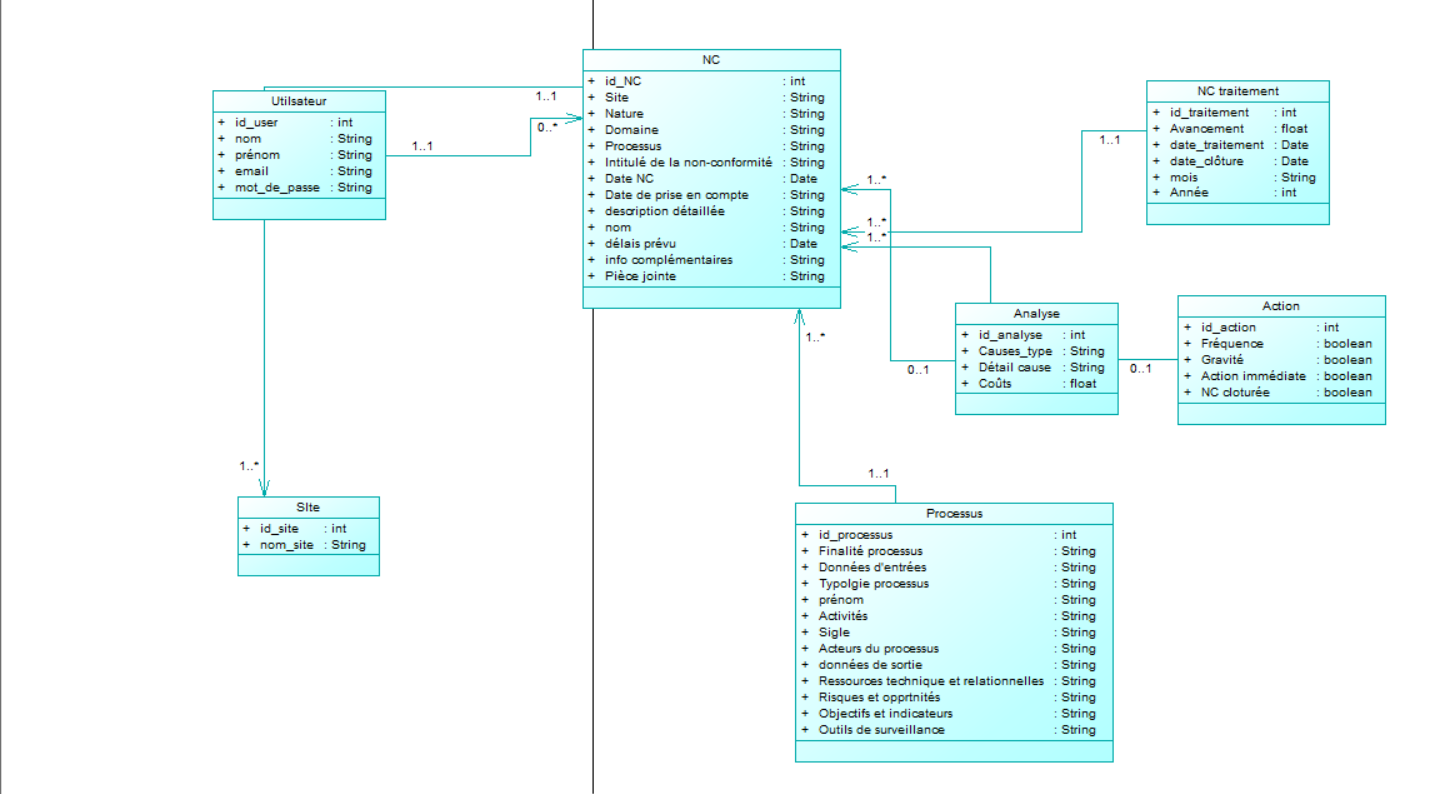 NC
+ id_NC : int
+ Site : String
+ Nature : String
+ Domaine : String
+ Processus : String
+ Intitulé de la non-conformité : String
+ Date NC : Date
+ Date de prise en compte : String
+ description détaillée : String
+ nom : String
+ délais prévu : Date
+ info complémentaires : String
+ Pièce jointe : String
Utilsateur
+ id_user : int
+ nom : String
+ prénom : String
+ email : String
+ mot_de_passe : String
1..1
0..*
1..1
NC traitement
+ id_traitement : int
+ Avancement : float
+ date_traitement : Date
+ date_clôture : Date
+ mois : String
+ Année : int
1..1
1..*
1..*
1..*
Analyse
+ id_analyse : int
+ Causes_type : String
+ Détail cause : String
+ Coûts : float
0..1
0..1
Action
+ id_action : int
+ Fréquence : boolean
+ Gravité : boolean
+ Action immédiate : boolean
+ NC cloturée : boolean
1..*
1..1
1..*
SIte
+ id_site : int
+ nom_site : String
Processus
+ id_processus : int
+ Finalité processus : String
+ Données d'entrées : String
+ Typolgie processus : String
+ prénom : String
+ Activités : String
+ Sigle : String
+ Acteurs du processus : String
+ données de sortie : String
+ Ressources technique et relationnelles : String
+ Risques et opprtnités : String
+ Objectifs et indicateurs : String
+ Outils de surveillance : String